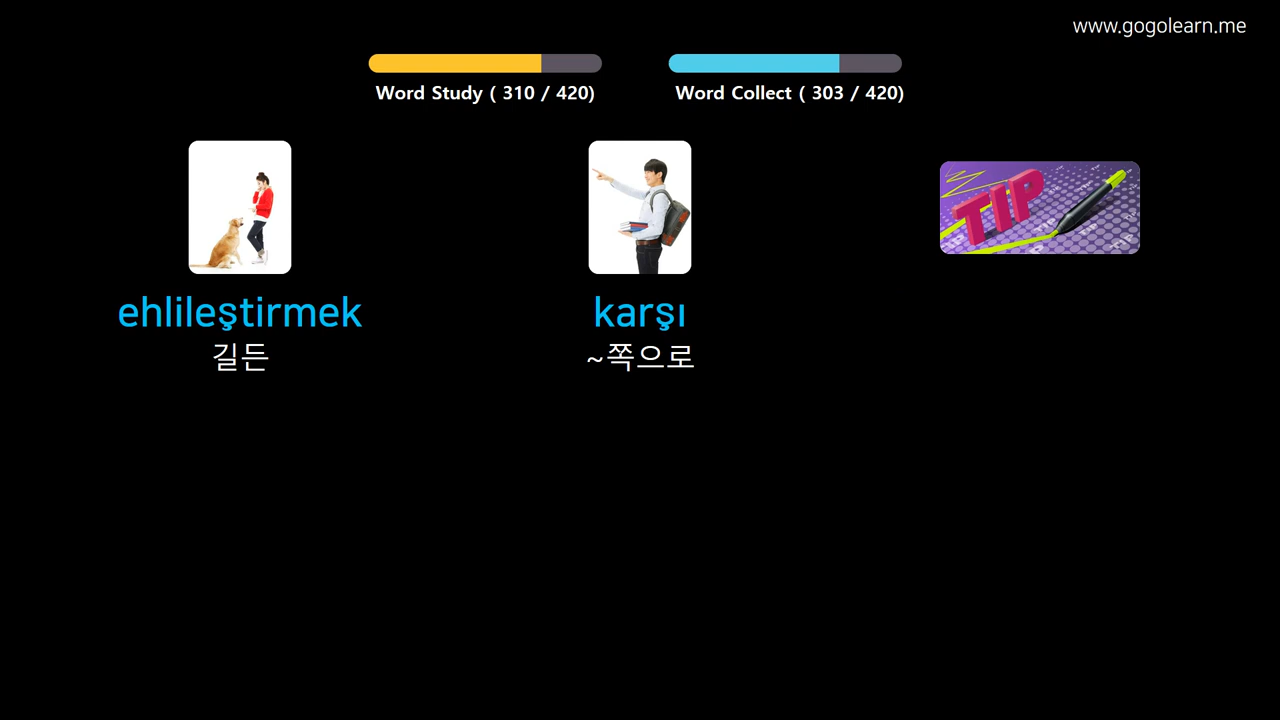 www.gogolearn.me
Word Study ( 310 / 420)
Word Collect ( 303 / 420)
TIP
ehlileştirmek
karşı
길든
~쪽으로